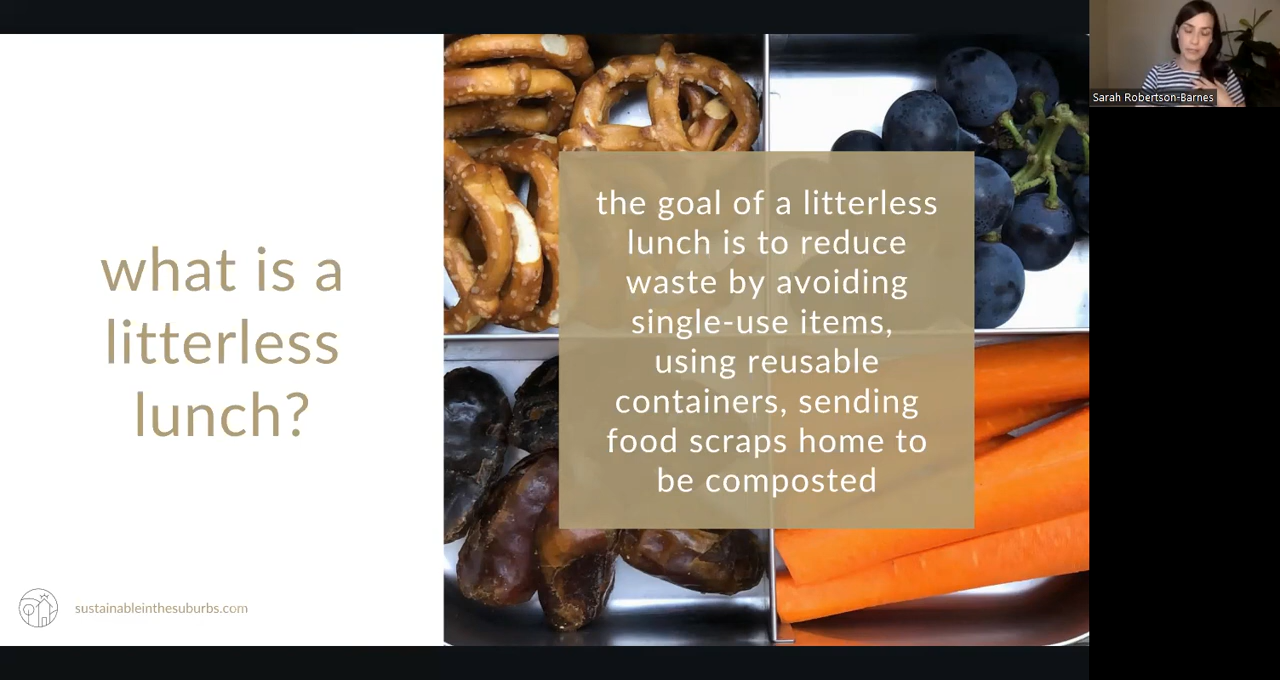 what is a
litterless
lunch?
the goal of a litterless
lunch is to reduce
waste by avoiding
single-use items,
using reusable
containers, sending
food scraps home to
be composted
sustainableinthesuburbs.com
Sarah Robertson-Barnes